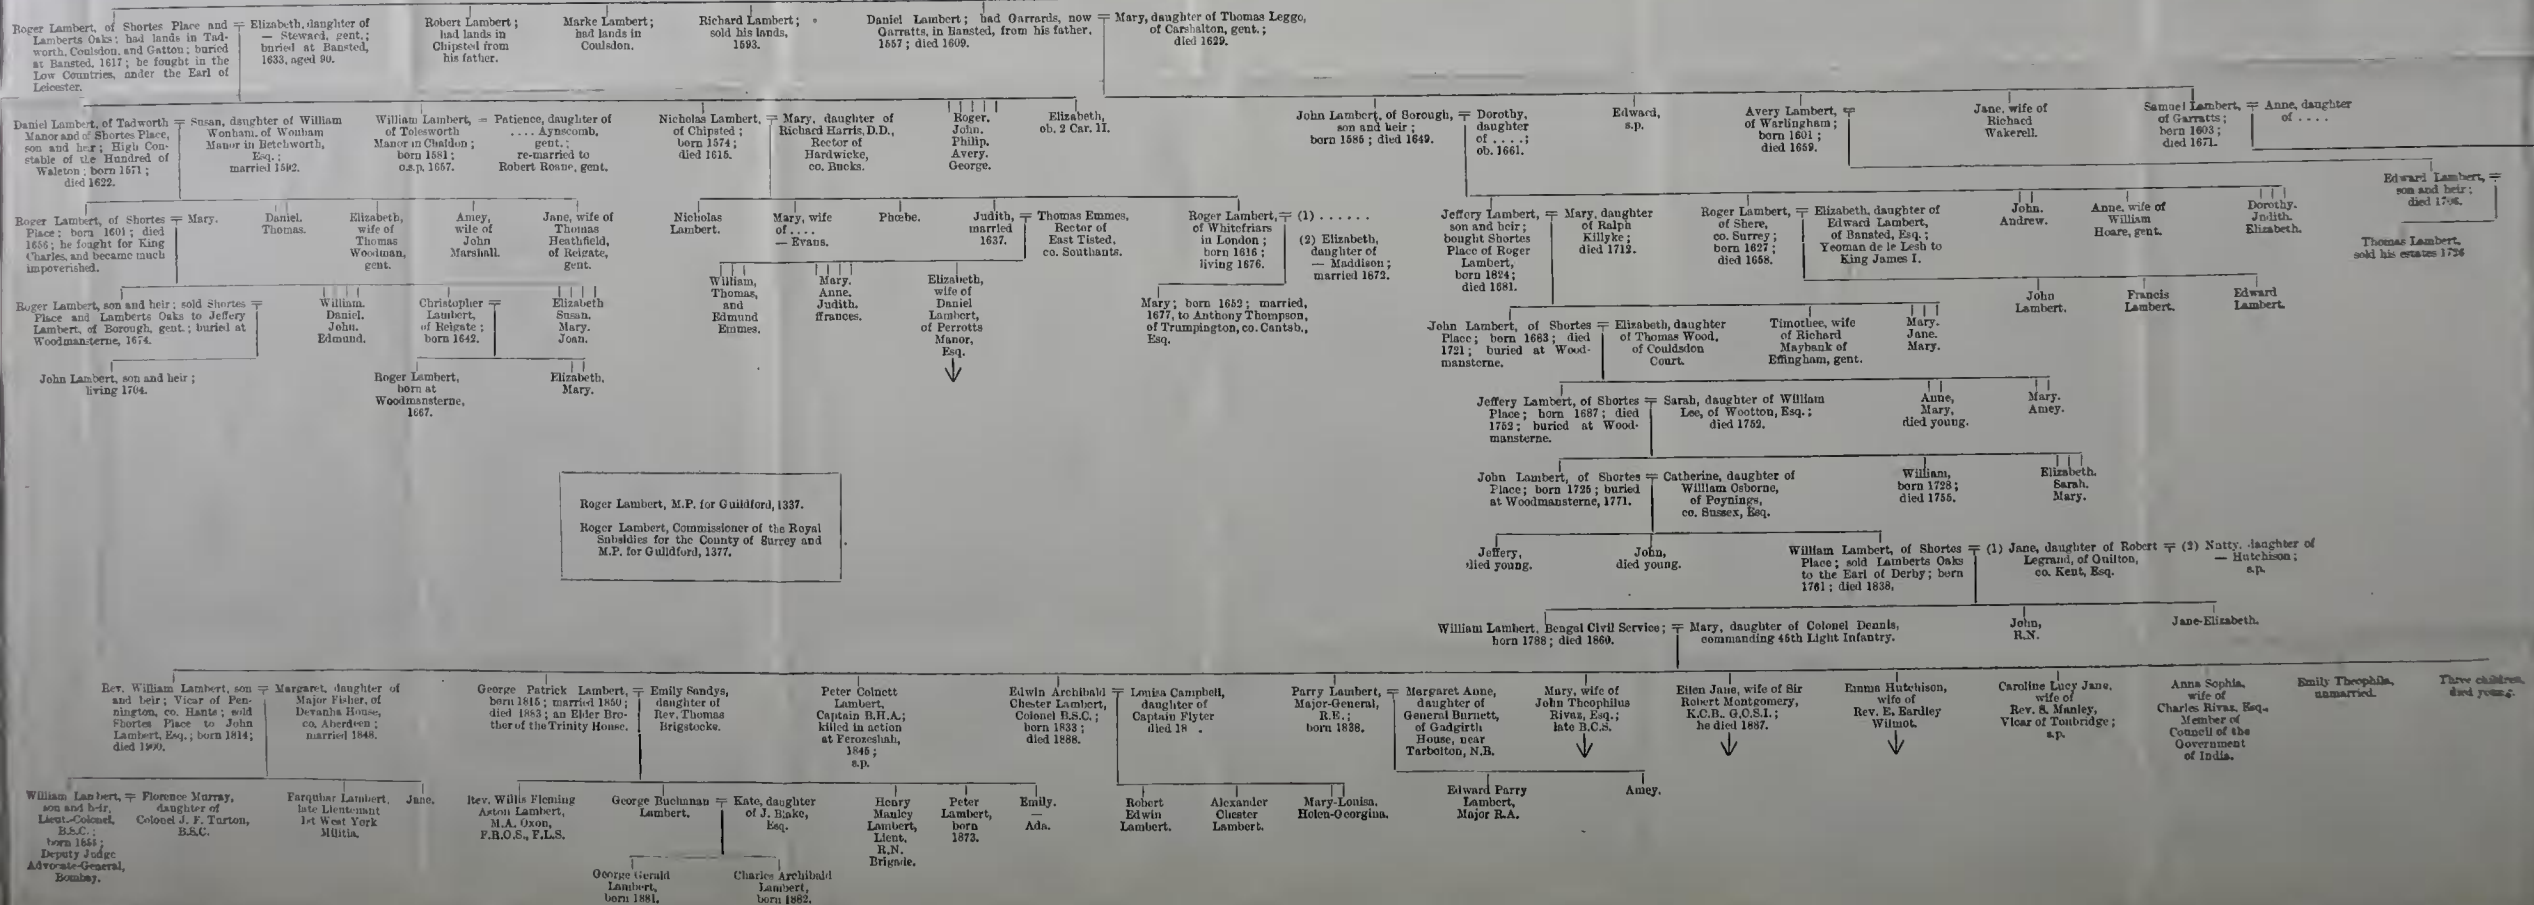 Roger Lambert, of Shortes Place and
Lamberts Oaks; had lands in Tad-
worth, Coulsdon, and Gatton; buried
at Bansted, 1617; he fought in the
Low Countries, under the Earl of
Leicester.
= Elizabeth, daughter of
— Steward, gent.;
buried at Bansted,
1633, aged 90.
Robert Lambert;
had lands in
Chipsted from
his father.
Marke Lambert;
had lands in
Coulsdon.
Richard Lambert;
sold his lands,
1593.
Daniel Lambert; had Garrards, now
Garratts, in Bansted, from his father,
1557; died 1609.
= Mary, daughter of Thomas Leggo,
of Carshalton, gent.;
died 1629.
Daniel Lambert, of Tadworth
Manor and of Shortes Place,
son and heir; High Con-
stable of the Hundred of
Waleton; born 1571;
died 1622.
= Susan, daughter of William
Wonham, of Wonham
Manor in Betchworth,
Esq.;
married 1592.
William Lambert,
of Tolesworth
Manor in Chaldon;
born 1581;
o.s.p. 1657.
= Patience, daughter of
.... Aynscomb,
gent.;
re-married to
Robert Roane, gent.
Nicholas Lambert,
of Chipsted;
born 1574;
died 1615.
= Mary, daughter of
Richard Harris, D.D.,
Rector of
Hardwicke,
co. Bucks.
Roger.
John.
Philip.
Avery.
George.
Elizabeth,
ob. 2 Car. II.
John Lambert, of Borough,
son and heir;
born 1585; died 1649.
= Dorothy,
daughter
of ....;
ob. 1661.
Edward,
s.p.
Avery Lambert,
of Warlingham;
born 1601;
died 1659.
=
Jane, wife of
Richard
Wakerell.
Samuel Lambert,
of Garratts;
born 1603;
died 1671.
= Anne, daughter
of ....
Edward Lambert,
son and heir;
died
=
Thomas Lambert,
sold his estates 1726
Roger Lambert, of Shortes
Place; born 1601; died
1656; he fought for King
Charles, and became much
impoverished.
= Mary.
Daniel.
Thomas.
Elizabeth,
wife of
Thomas
Woodman,
gent.
Amey,
wife of
John
Marshall.
Jane, wife of
Thomas
Heathfield,
of Reigate,
gent.
Nicholas
Lambert.
Mary, wife
of ....
— Evans.
Phœbe.
Judith,
married
1637.
= Thomas Emmes,
Rector of
East Tisted,
co. Southants.
Roger Lambert,
of Whitefriars
in London;
born 1616;
living 1676.
= (1) ......
(2) Elizabeth,
daughter of
— Maddison;
married 1672.
Jeffery Lambert,
son and heir;
bought Shortes
Place of Roger
Lambert,
born 1624;
died 1681.
= Mary, daughter
of Ralph
Killyke;
died 1712.
Roger Lambert,
of Shere,
co. Surrey;
born 1627;
died 1658.
= Elizabeth, daughter of
Edward Lambert,
of Bansted, Esq.;
Yeoman de le Lesh to
King James I.
John.
Andrew.
Anne, wife of
William
Hoare, gent.
Dorothy.
Judith.
Elizabeth.
Roger Lambert, son and heir; sold Shortes
Place and Lamberts Oaks to Jeffery
Lambert, of Borough, gent.; buried at
Woodmansterne, 1674.
=
William.
Daniel.
John.
Edmund.
Christopher
Lambert,
of Reigate;
born 1642.
=
Elizabeth
Susan.
Mary.
Joan.
William,
Thomas,
and
Edmund
Emmes.
Mary.
Anne.
Judith.
ffrances.
Elizabeth,
wife of
Daniel
Lambert,
of Perrotts
Manor,
Esq.
Mary; born 1652; married,
1677, to Anthony Thompson,
of Trumpington, co. Cantab.,
Esq.
John
Lambert.
Francis
Lambert.
Edward
Lambert.
John Lambert, of Shortes
Place; born 1663; died
1721; buried at Wood-
mansterne.
= Elizabeth, daughter
of Thomas Wood,
of Couldsdon
Court.
Timothee, wife
of Richard
Maybank of
Effingham, gent.
Mary.
Jane.
Mary.
John Lambert, son and heir;
living 1704.
Roger Lambert,
born at
Woodmansterne,
1667.
Elizabeth.
Mary.
Jeffery Lambert, of Shortes
Place; born 1687; died
1752; buried at Wood-
mansterne.
= Sarah, daughter of William
Lee, of Wootton, Esq.;
died 1752.
Anne,
Mary,
died young.
Mary.
Amey.
Roger Lambert, M.P. for Guildford, 1337.
Roger Lambert, Commissioner of the Royal
Subsidies for the County of Surrey and
M.P. for Guildford, 1377.
John Lambert, of Shortes
Place; born 1725; buried
at Woodmansterne, 1771.
= Catherine, daughter of
William Osborne,
of Poynings,
co. Sussex, Esq.
William,
born 1728;
died 1755.
Elizabeth.
Sarah.
Mary.
Jeffery,
died young.
John,
died young.
William Lambert, of Shortes
Place; sold Lamberts Oaks
to the Earl of Derby; born
1761; died 1838.
= (1) Jane, daughter of Robert
Legrand, of Quilton,
co. Kent, Esq.
= (2) Natty, daughter of
— Hutchison;
s.p.
William Lambert, Bengal Civil Service;
born 1788; died 1860.
= Mary, daughter of Colonel Dennis,
commanding 45th Light Infantry.
John,
R.N.
Jane-Elizabeth.
Rev. William Lambert, son
and heir; Vicar of Pen-
nington, co. Hants; sold
Shortes Place to John
Lambert, Esq.; born 1814;
died 1900.
= Margaret, daughter of
Major Fisher, of
Devanha House,
co. Aberdeen;
married 1848.
George Patrick Lambert,
born 1815; married 1850;
died 1883; an Elder Bro-
ther of the Trinity House.
= Emily Sandys,
daughter of
Rev. Thomas
Brigstocke.
Peter Colnett
Lambert,
Captain B.H.A.;
killed in action
at Ferozeshah,
1845;
s.p.
Edwin Archibald
Chester Lambert,
Colonel B.S.C.;
born 1833;
died 1888.
= Louisa Campbell,
daughter of
Captain Flyter
died 18 .
Parry Lambert,
Major-General,
R.E.;
born 1838.
= Margaret Anne,
daughter of
General Burnett,
of Gadgirth
House, near
Tarbolton, N.B.
Mary, wife of
John Theophilus
Rivaz, Esq.;
late B.C.S.
Ellen Jane, wife of Sir
Robert Montgomery,
K.C.B., G.C.S.I.;
he died 1887.
Emma Hutchison,
wife of
Rev. E. Eardley
Wilmot.
Caroline Lucy Jane,
wife of
Rev. S. Manley,
Vicar of Tonbridge;
s.p.
Anna Sophia,
wife of
Charles Rivaz, Esq.,
Member of
Council of the
Government
of India.
Emily Theophila,
unmarried.
Three children,
died young.
William Lambert,
son and heir,
Lieut.-Colonel,
B.S.C.;
born
Deputy Judge
Advocate-General,
Bombay.
= Florence Murray,
daughter of
Colonel J. F. Turton,
B.S.C.
Farquhar Lambert,
late Lieutenant
1st West York
Militia.
Jane.
Rev. Willis Fleming
Aston Lambert,
M.A. Oxon,
F.R.G.S., F.L.S.
George Buchanan
Lambert.
= Kate, daughter
of J. Blake,
Esq.
Henry
Manley
Lambert,
Lieut.
R.N.
Brigade.
Peter
Lambert,
born
1873.
Emily.
—
Ada.
Robert
Edwin
Lambert.
Alexander
Chester
Lambert.
Mary-Louisa.
Helen-Georgina.
Edward Parry
Lambert,
Major R.A.
Amey.
George Gerald
Lambert,
born 1881.
Charles Archibald
Lambert,
born 1882.